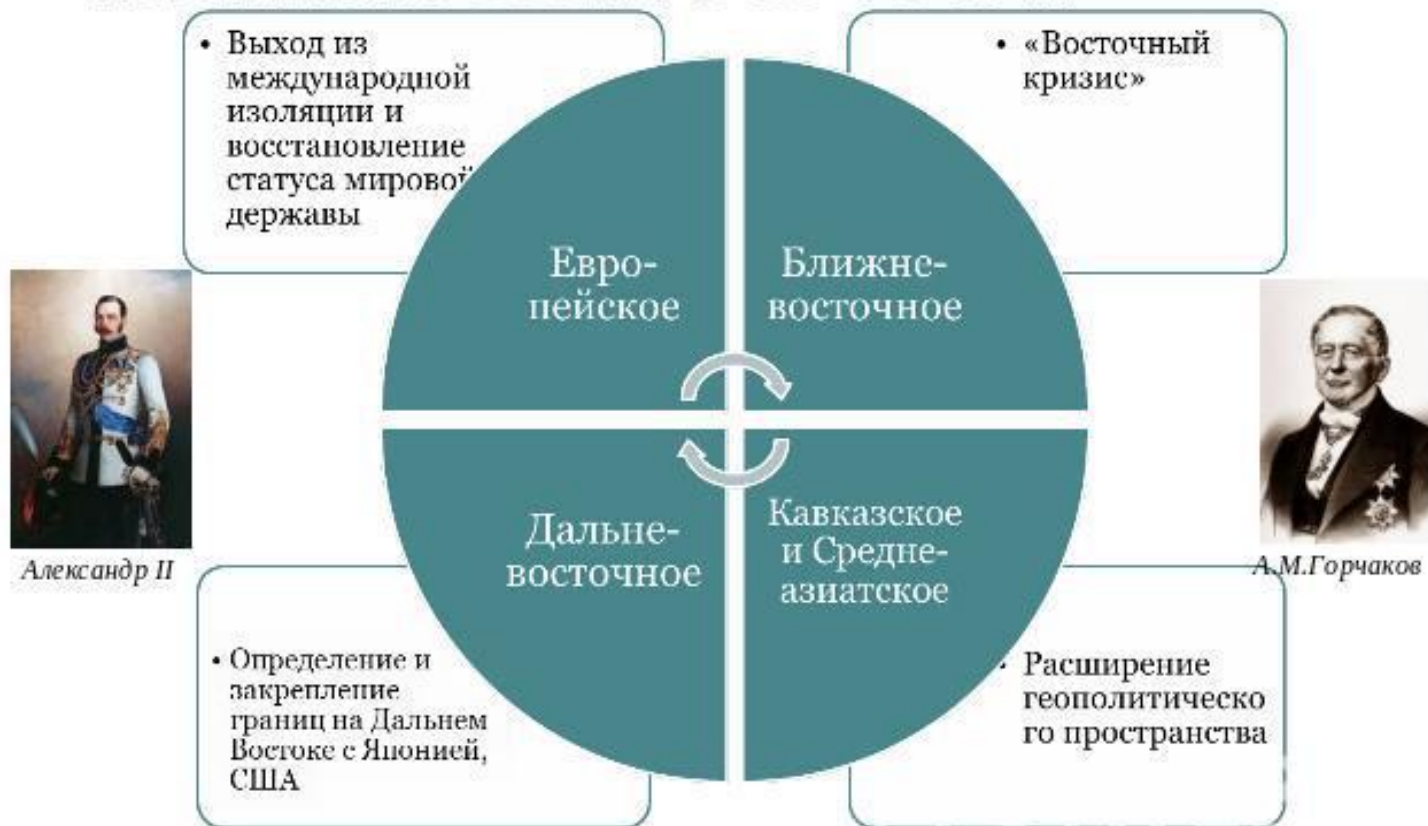 • Выход из
международной
изоляции и
восстановление
статуса мировой
державы
• «Восточный
кризис»
Евро-
пейское
Ближне-
восточное
Александр II
А.М.Горчаков
Дальне-
восточное
Кавказское
и Средне-
азиатское
• Определение и
закрепление
границ на Дальнем
Востоке с Японией,
США
• Расширение
геополитическо
го пространства